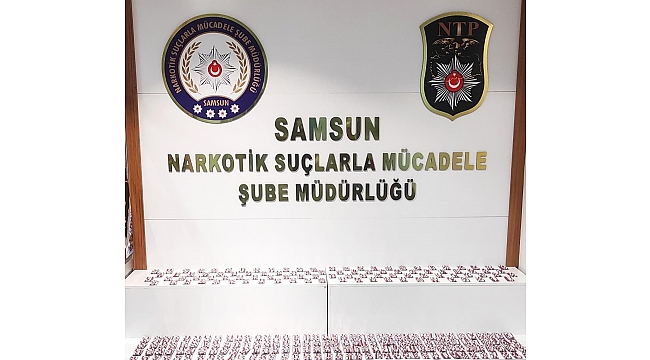 NARKOTİK SUÇLARLA MÜCADELE ŞUBE MÜDÜRLÜĞÜ
SAMSUN
NTP
SAMSUN
NARKOTİK SUÇLARLA MÜCADELE
ŞUBE MÜDÜRLÜĞÜ